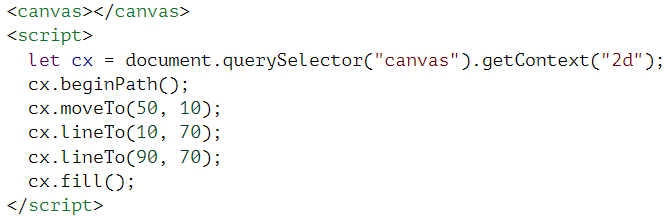 <canvas></canvas>
<script>
  let cx = document.querySelector("canvas").getContext("2d");
  cx.beginPath();
  cx.moveTo(50, 10);
  cx.lineTo(10, 70);
  cx.lineTo(90, 70);
  cx.fill();
</script>